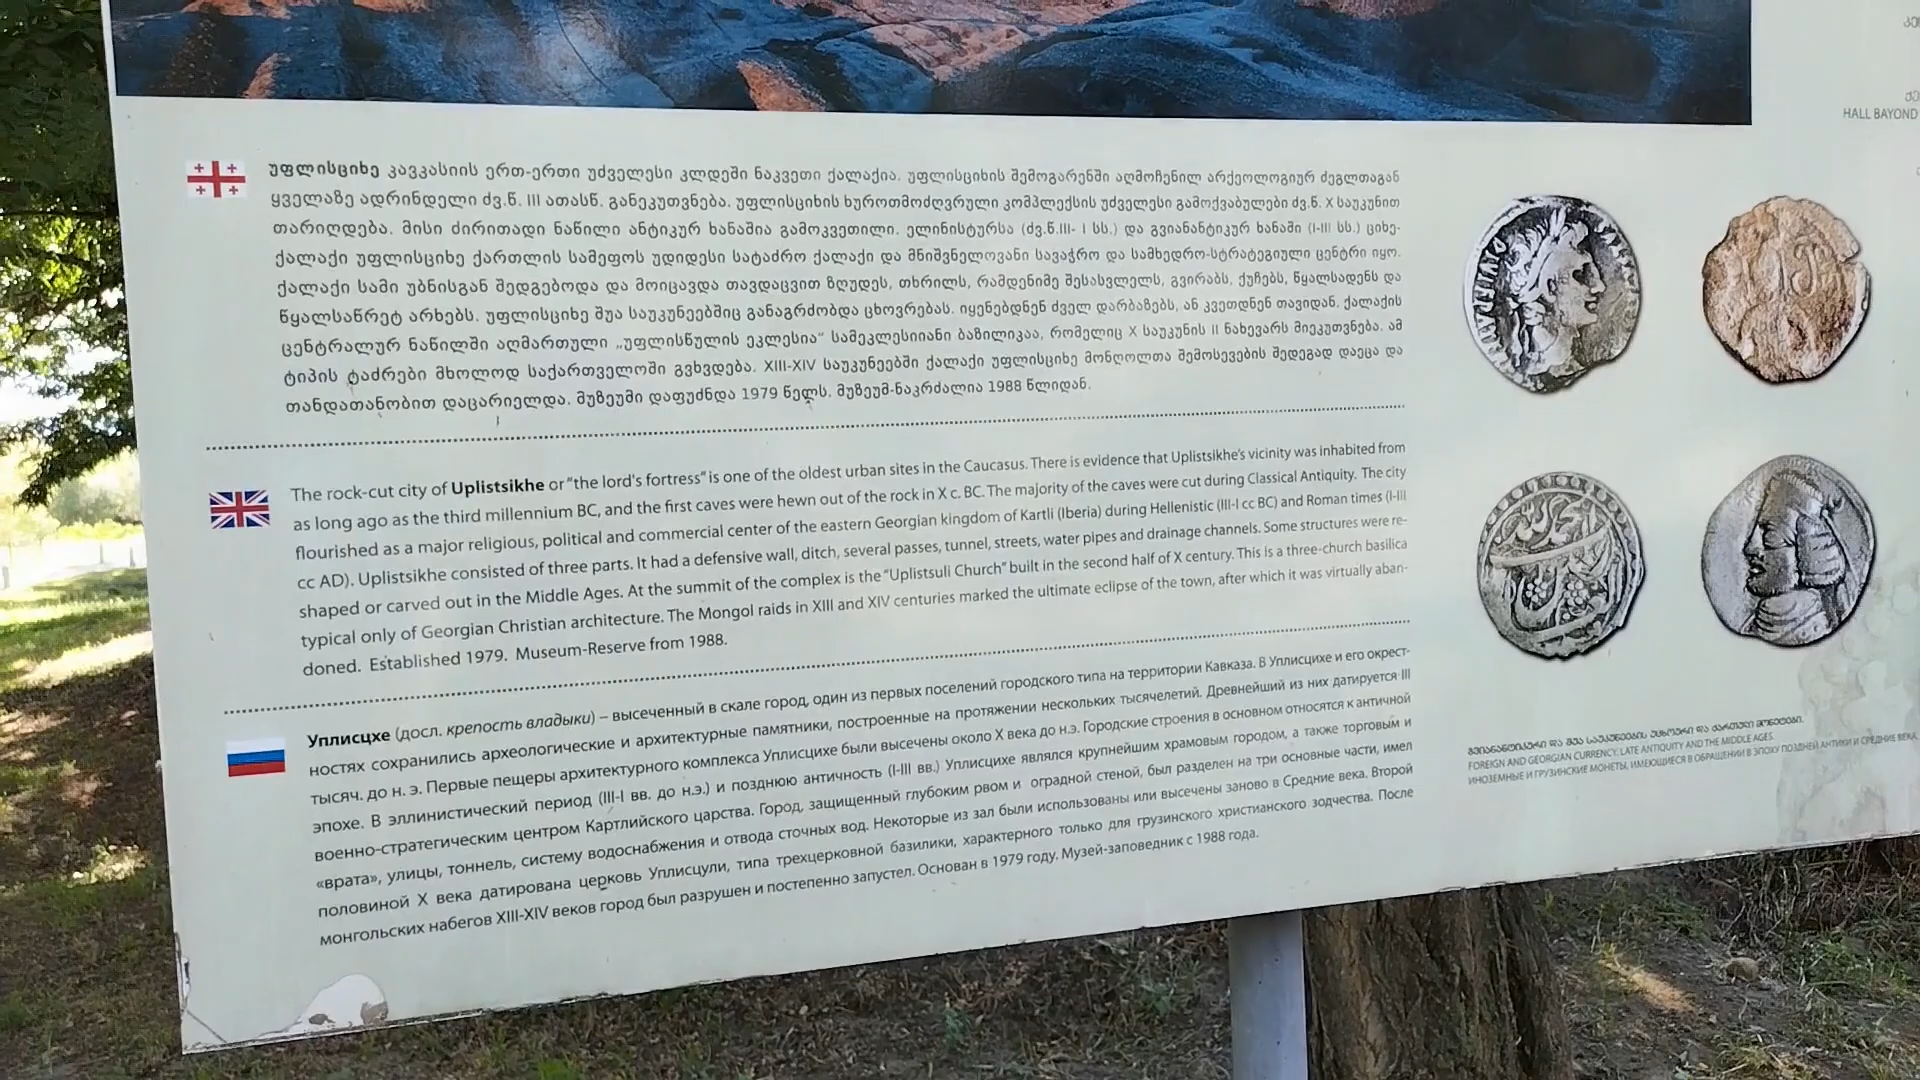 HALL BAYOND
უფლისციხე კავკასიის ერთ-ერთი უძველესი კლდეში ნაკვეთი ქალაქია. უფლისციხის შემოგარენში აღმოჩენილ არქეოლოგიურ ძეგლთაგან
ყველაზე ადრინდელი ძვ.წ. III ათასწ. განეკუთვნება. უფლისციხის ხუროთმოძღვრული კომპლექსის უძველესი გამოქვაბულები ძვ.წ. X საუკუნით
თარიღდება. მისი ძირითადი ნაწილი ანტიკურ ხანაშია გამოკვეთილი. ელინისტურსა (ძვ.წ.III- I სს.) და გვიანანტიკურ ხანაში (I-III სს.) ციხე-
ქალაქი უფლისციხე ქართლის სამეფოს უდიდესი სატაძრო ქალაქი და მნიშვნელოვანი სავაჭრო და სამხედრო-სტრატეგიული ცენტრი იყო.
ქალაქი სამი უბნისგან შედგებოდა და მოიცავდა თავდაცვით ზღუდეს, თხრილს, რამდენიმე შესასვლელს, გვირაბს, ქუჩებს, წყალსადენს და
წყალსაწრეტ არხებს. უფლისციხე შუა საუკუნეებშიც განაგრძობდა ცხოვრებას. იყენებდნენ ძველ დარბაზებს, ან კვეთდნენ თავიდან. ქალაქის
ცენტრალურ ნაწილში აღმართული „უფლისწულის ეკლესია“ სამეკლესიიანი ბაზილიკაა, რომელიც X საუკუნის II ნახევარს მიეკუთვნება. ამ
ტიპის ტაძრები მხოლოდ საქართველოში გვხვდება. XIII-XIV საუკუნეებში ქალაქი უფლისციხე მონღოლთა შემოსევების შედეგად დაეცა და
თანდათანობით დაცარიელდა. მუზეუმი დაფუძნდა 1979 წელს, მუზეუმ-ნაკრძალია 1988 წლიდან.
The rock-cut city of Uplistsikhe or "the lord's fortress" is one of the oldest urban sites in the Caucasus. There is evidence that Uplistsikhe's vicinity was inhabited from
as long ago as the third millennium BC, and the first caves were hewn out of the rock in X c. BC. The majority of the caves were cut during Classical Antiquity. The city
flourished as a major religious, political and commercial center of the eastern Georgian kingdom of Kartli (Iberia) during Hellenistic (III-I cc BC) and Roman times (I-III
cc AD). Uplistsikhe consisted of three parts. It had a defensive wall, ditch, several passes, tunnel, streets, water pipes and drainage channels. Some structures were re-
shaped or carved out in the Middle Ages. At the summit of the complex is the "Uplistsuli Church" built in the second half of X century. This is a three-church basilica
typical only of Georgian Christian architecture. The Mongol raids in XIII and XIV centuries marked the ultimate eclipse of the town, after which it was virtually aban-
doned. Established 1979. Museum-Reserve from 1988.
Уплисцхе (досл. крепость владыки) – высеченный в скале город, один из первых поселений городского типа на территории Кавказа. В Уплисцихе и его окрест-
ностях сохранились археологические и архитектурные памятники, построенные на протяжении нескольких тысячелетий. Древнейший из них датируется III
тысяч. до н. э. Первые пещеры архитектурного комплекса Уплисцихе были высечены около X века до н.э. Городские строения в основном относятся к античной
эпохе. В эллинистический период (III-I вв. до н.э.) и позднюю античность (I-III вв.) Уплисцихе являлся крупнейшим храмовым городом, а также торговым и
военно-стратегическим центром Картлийского царства. Город, защищенный глубоким рвом и оградной стеной, был разделен на три основные части, имел
«врата», улицы, тоннель, систему водоснабжения и отвода сточных вод. Некоторые из зал были использованы или высечены заново в Средние века. Второй
половиной X века датирована церковь Уплисцули, типа трехцерковной базилики, характерного только для грузинского христианского зодчества. После
монгольских набегов XIII-XIV веков город был разрушен и постепенно запустел. Основан в 1979 году. Музей-заповедник с 1988 года.
FOREIGN AND GEORGIAN CURRENCY. LATE ANTIQUITY AND THE MIDDLE AGES.
ИНОЗЕМНЫЕ И ГРУЗИНСКИЕ МОНЕТЫ, ИМЕЮЩИЕСЯ В ОБРАЩЕНИИ В ЭПОХУ ПОЗДНЕЙ АНТИКИ И СРЕДНИЕ ВЕКА.